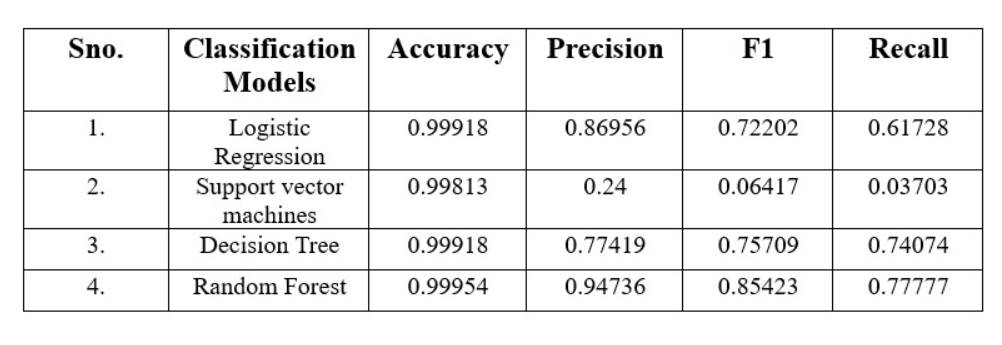 Sno. Classification Models Accuracy Precision F1 Recall
1. Logistic Regression 0.99918 0.86956 0.72202 0.61728
2. Support vector machines 0.99813 0.24 0.06417 0.03703
3. Decision Tree 0.99918 0.77419 0.75709 0.74074
4. Random Forest 0.99954 0.94736 0.85423 0.77777